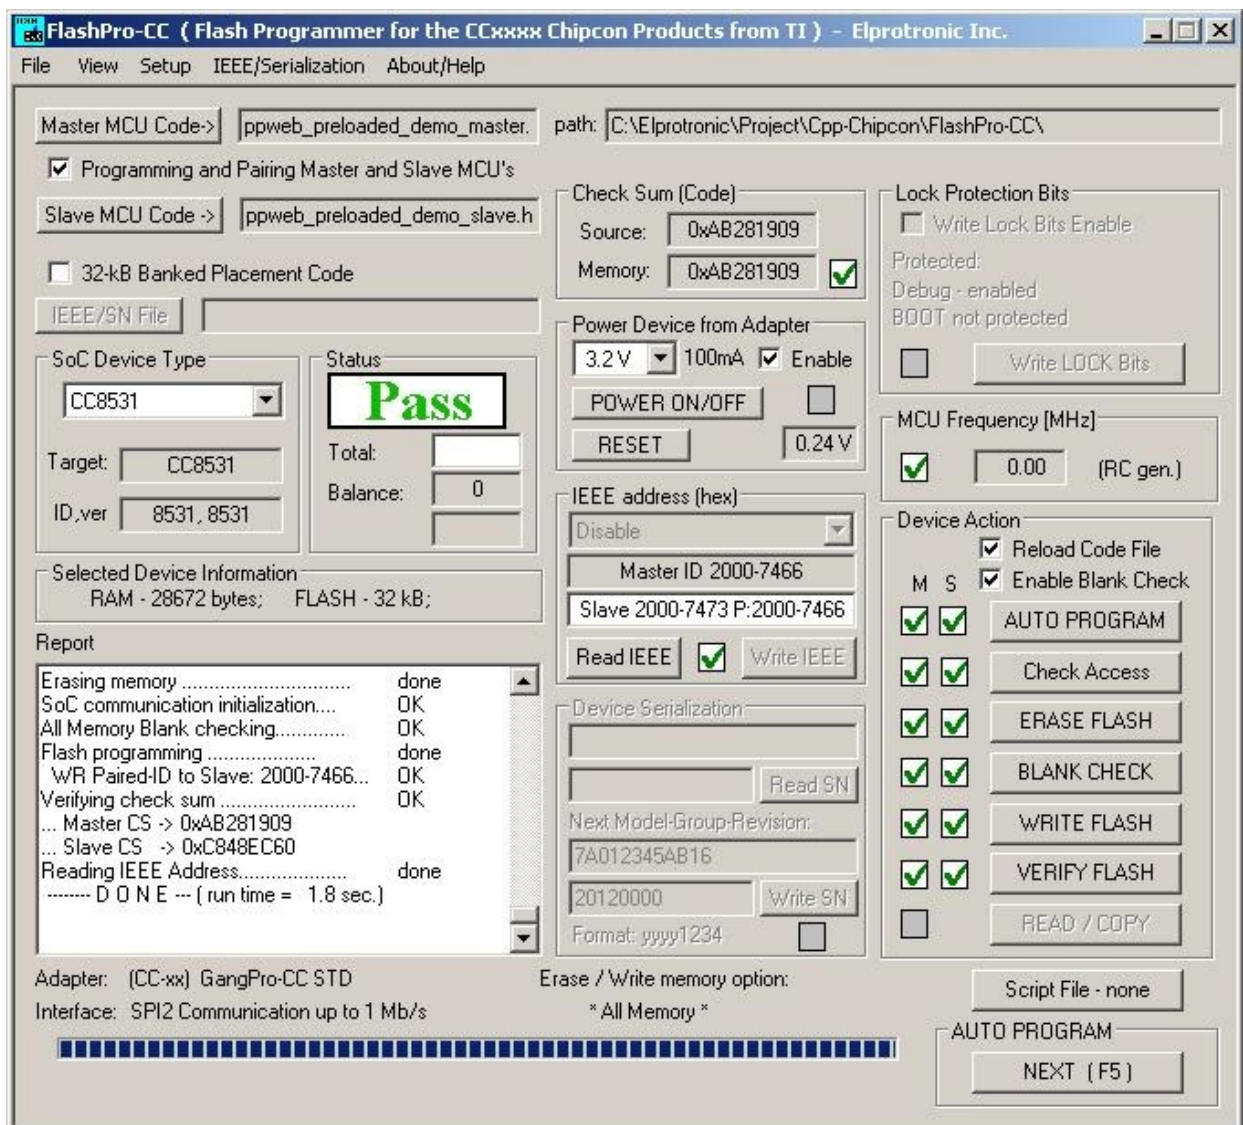 FlashPro-CC ( Flash Programmer for the CCxxxx Chipcon Products from TI ) - Elprotronic Inc.
File View Setup IEEE/Serialization About/Help
Master MCU Code-> ppweb_preloaded_demo_master. path: C:\Elprotronic\Project\Cpp-Chipcon\FlashPro-CC\
Programming and Pairing Master and Slave MCU's
Slave MCU Code -> ppweb_preloaded_demo_slave.h
32-kB Banked Placement Code
IEEE/SN File
SoC Device Type
CC8531
Target: CC8531
ID,ver 8531, 8531
Status
Pass
Total:
Balance: 0
Selected Device Information
RAM - 28672 bytes; FLASH - 32 kB;
Report
Erasing memory ................................ done
SoC communication initialization.... OK
All Memory Blank checking............. OK
Flash programming .................... done
WR Paired-ID to Slave: 2000-7466... OK
Verifying check sum ......................... OK
... Master CS -> 0xAB281909
... Slave CS -> 0xC848EC60
Reading IEEE Address.................... done
------- D O N E --- ( run time = 1.8 sec.)
Check Sum (Code)
Source: 0xAB281909
Memory: 0xAB281909
Power Device from Adapter
3.2 V 100mA Enable
POWER ON/OFF
RESET 0.24 V
IEEE address (hex)
Disable
Master ID 2000-7466
Slave 2000-7473 P:2000-7466
Read IEEE Write IEEE
Device Serialization
Read SN
Next Model-Group-Revision:
7A012345AB16
20120000 Write SN
Format: yyyy1234
Lock Protection Bits
Write Lock Bits Enable
Protected:
Debug - enabled
BOOT not protected
Write LOCK Bits
MCU Frequency [MHz]
0.00 (RC gen.)
Device Action
Reload Code File
M S Enable Blank Check
AUTO PROGRAM
Check Access
ERASE FLASH
BLANK CHECK
WRITE FLASH
VERIFY FLASH
READ / COPY
Adapter: (CC-xx) GangPro-CC STD
Interface: SPI2 Communication up to 1 Mb/s
Erase / Write memory option:
* All Memory *
Script File - none
AUTO PROGRAM
NEXT ( F5 )